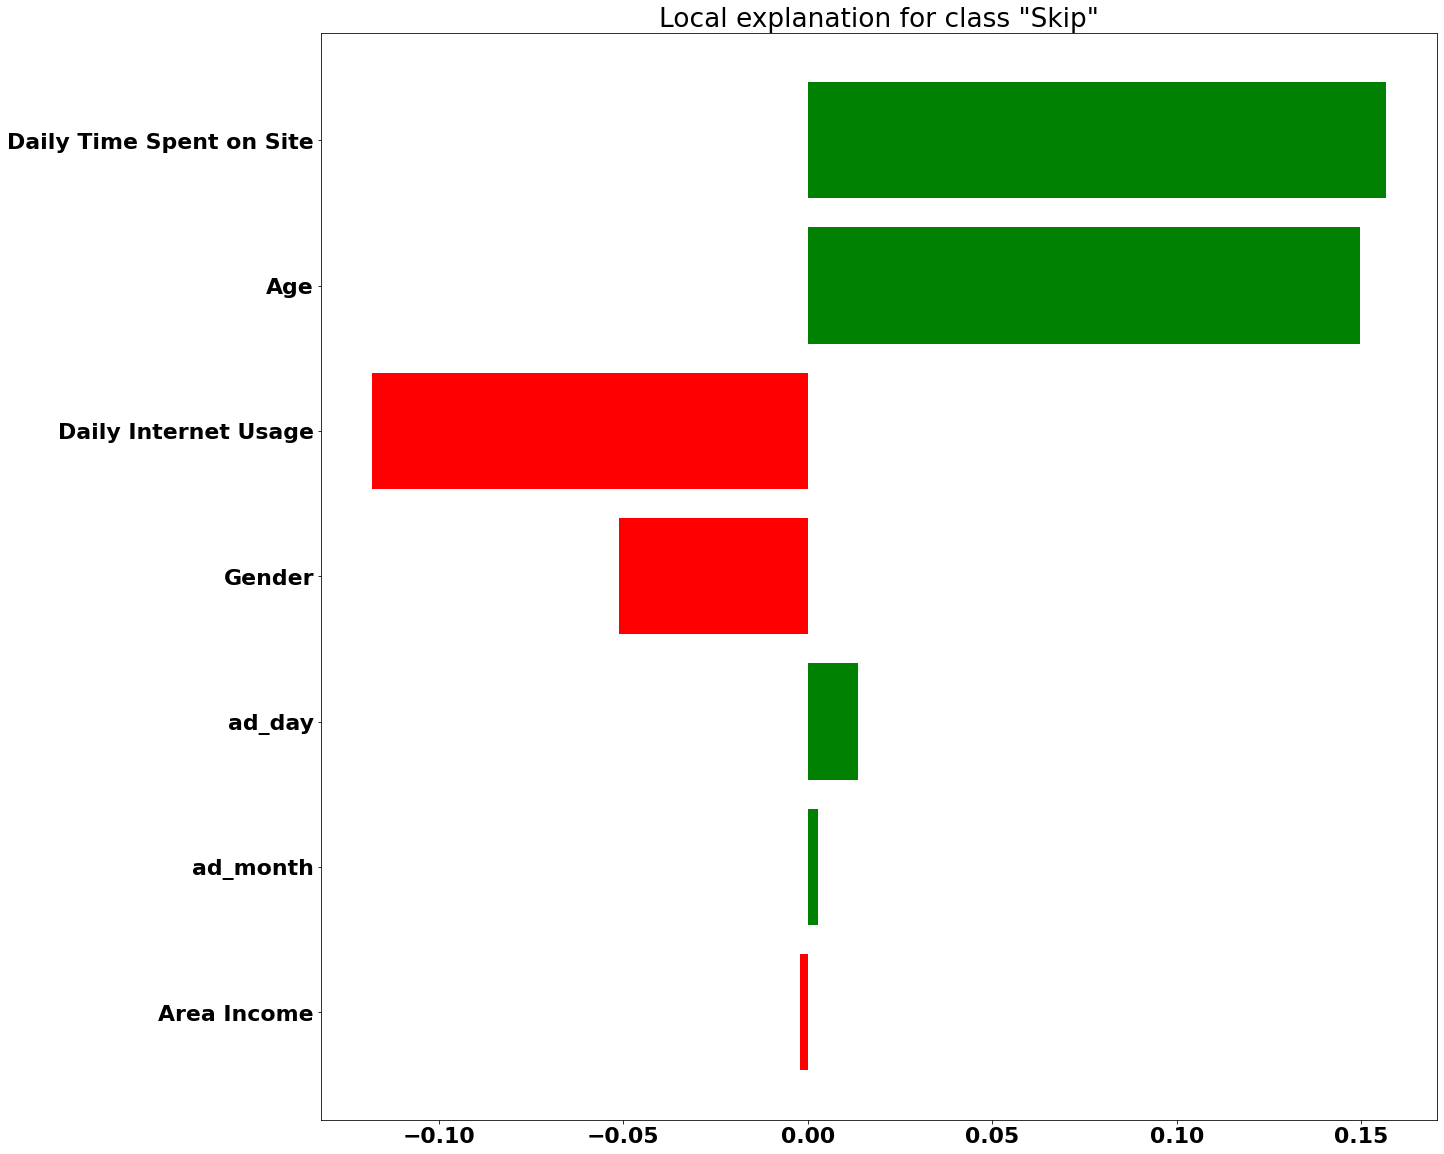 Local explanation for class "Skip"
Daily Time Spent on Site
Age
Daily Internet Usage
Gender
ad_day
ad_month
Area Income
−0.10 −0.05 0.00 0.05 0.10 0.15